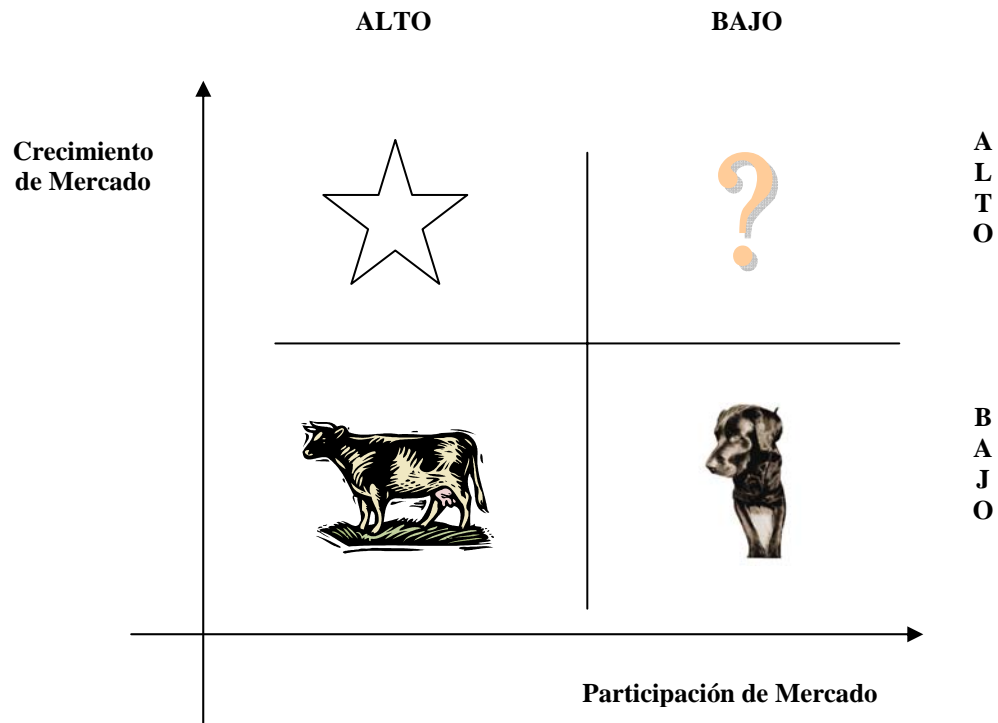 ALTO
BAJO
Crecimiento
de Mercado
A
L
T
O
?
B
A
J
O
Participación de Mercado